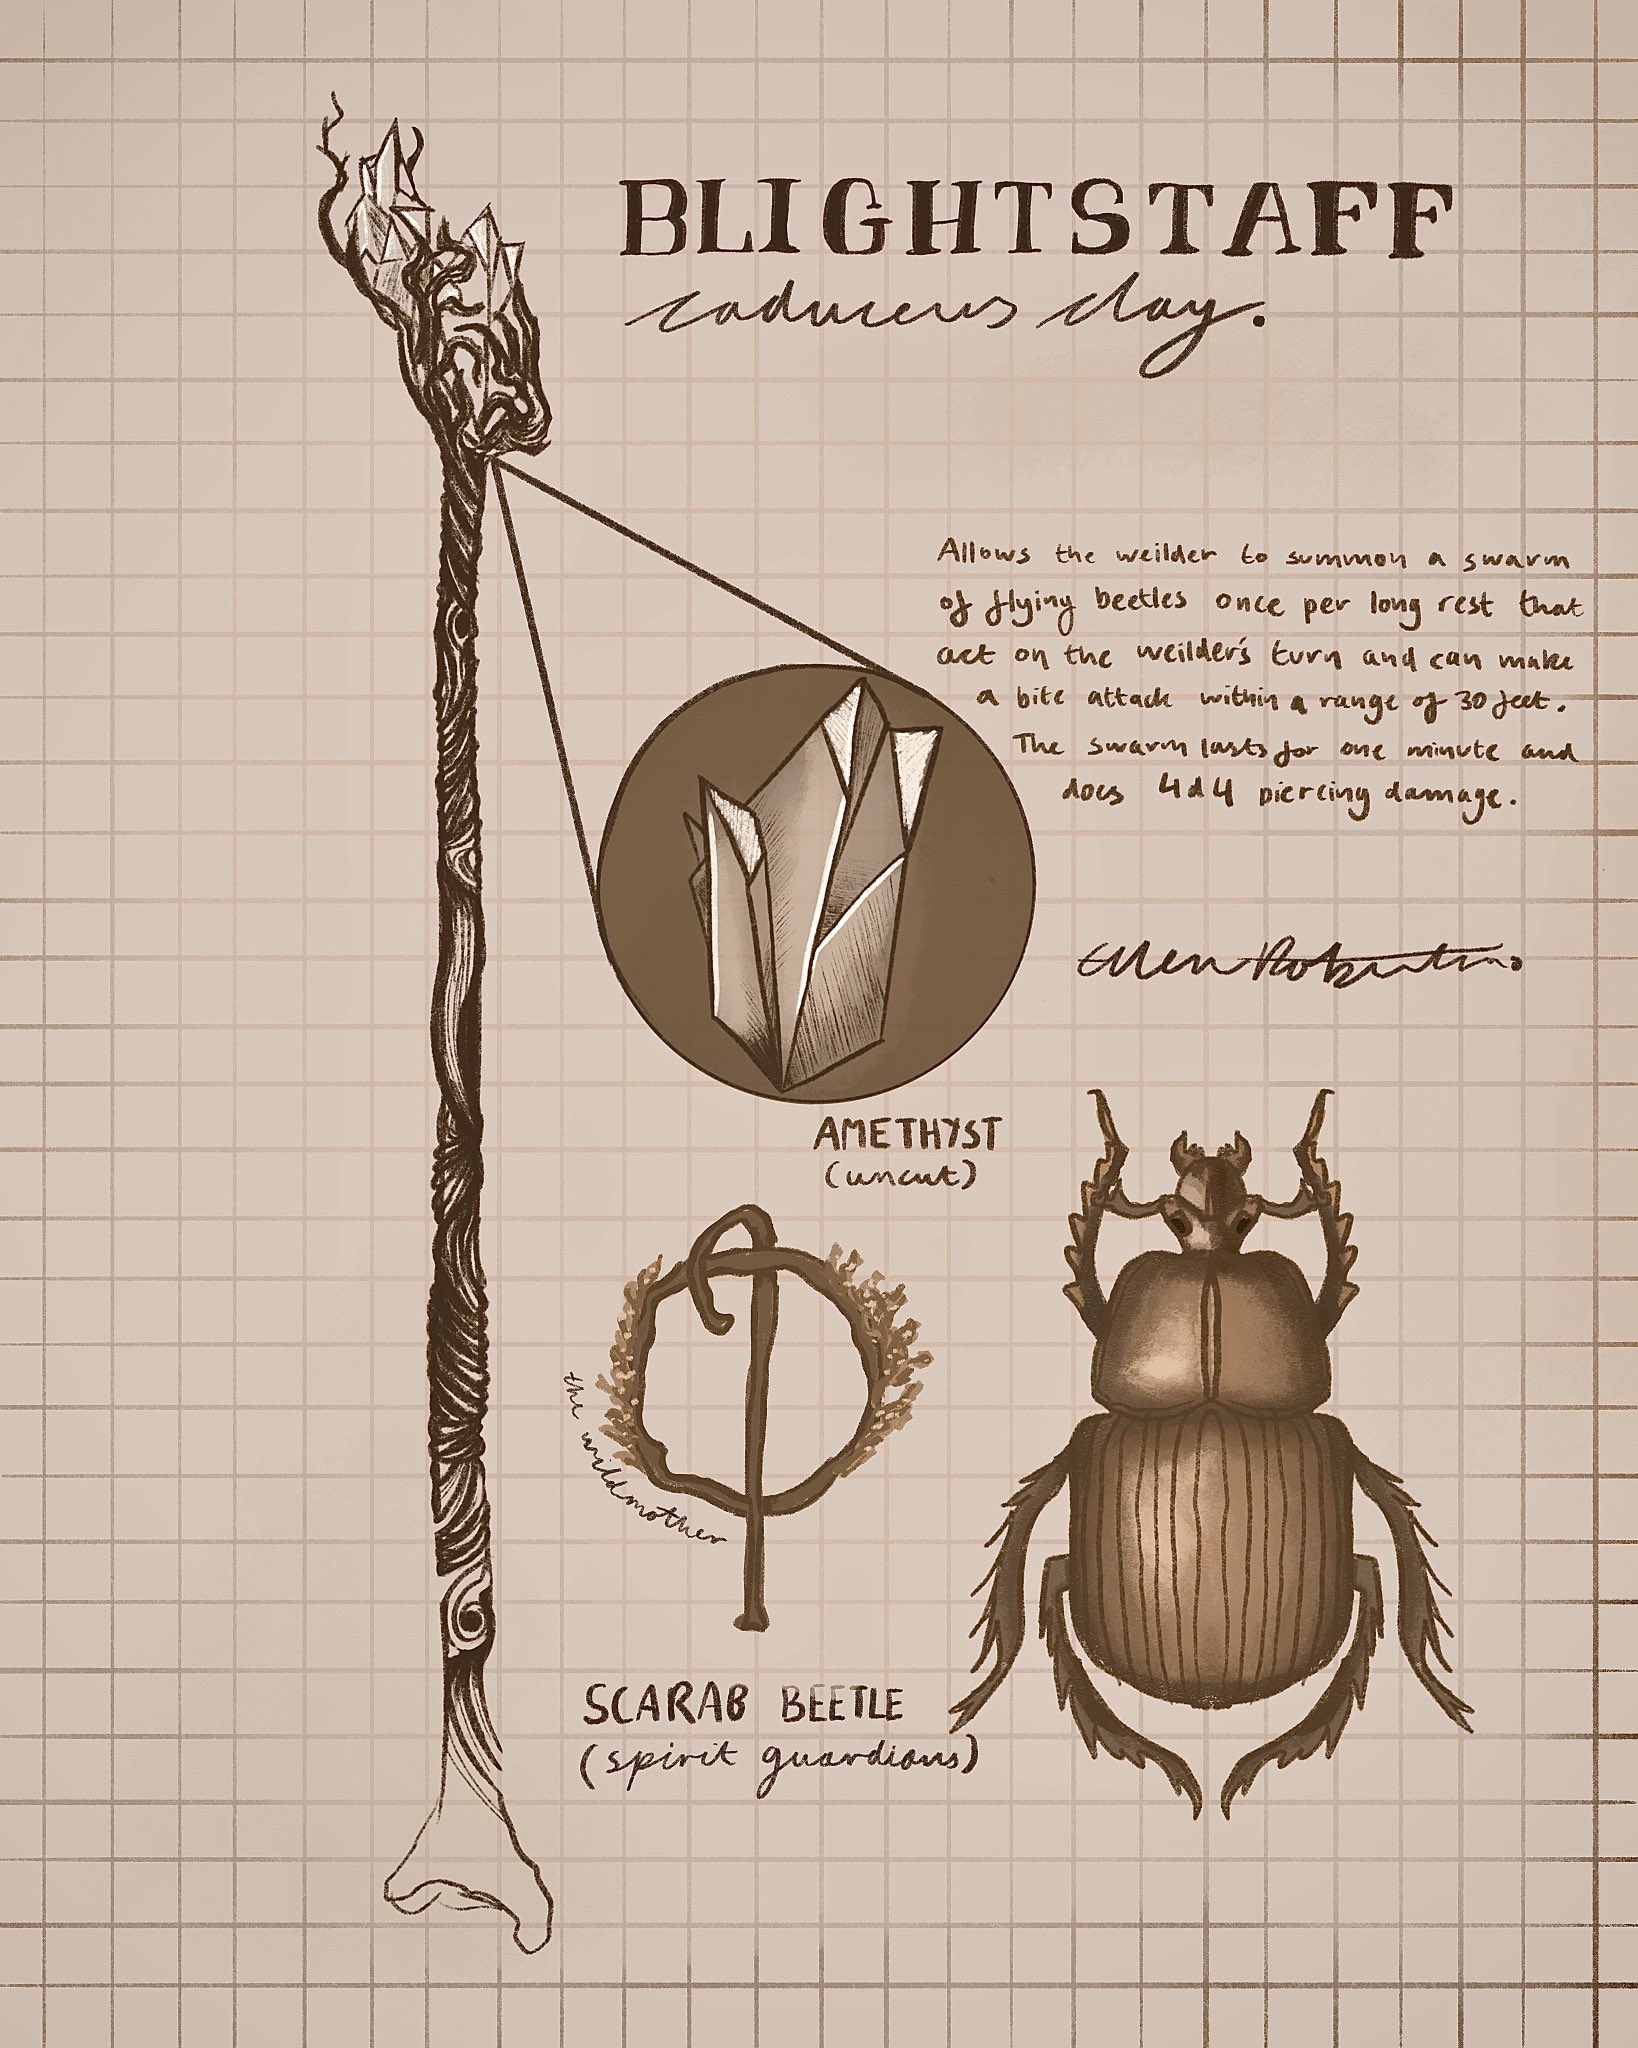 BLIGHTSTAFF
caduceus clay.
Allows the weilder to summon a swarm
of flying beetles once per long rest that
act on the weilder's turn and can make
a bite attack within a range of 30 feet.
The swarm lasts for one minute and
does 4d4 piercing damage.
Ellen
AMETHYST
(uncut)
the wildmother
SCARAB BEETLE
(spirit guardians)